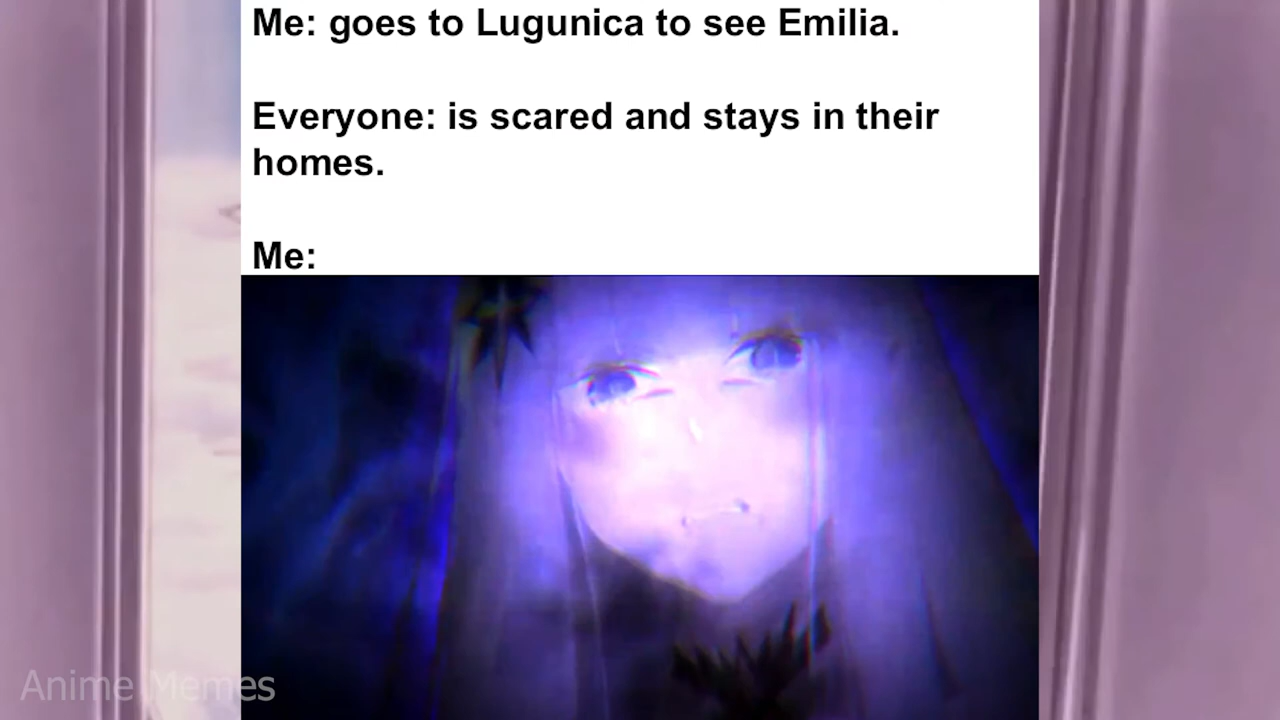 Me: goes to Lugunica to see Emilia.
Everyone: is scared and stays in their
homes.
Me:
Anime Memes